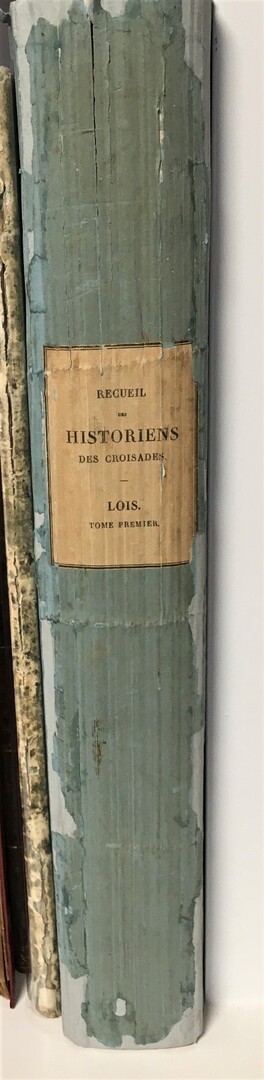 RECUEIL
DES
HISTORIENS
DES CROISADES.
LOIS.
TOME PREMIER.